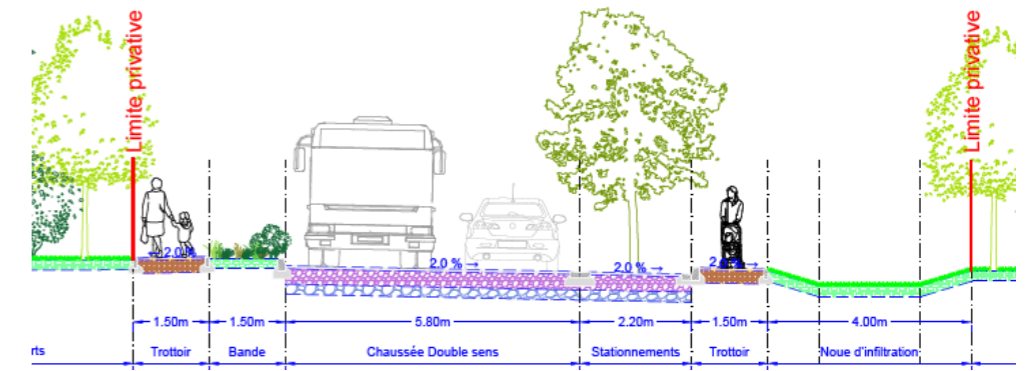 Limite privative
Limite privative
← 2.0 %
2.0 % →
2.0 % →
1.50m
1.50m
5.80m
2.20m
1.50m
4.00m
rts
Trottoir
Bande
Chaussée Double sens
Stationnements
Trottoir
Noue d'infiltration